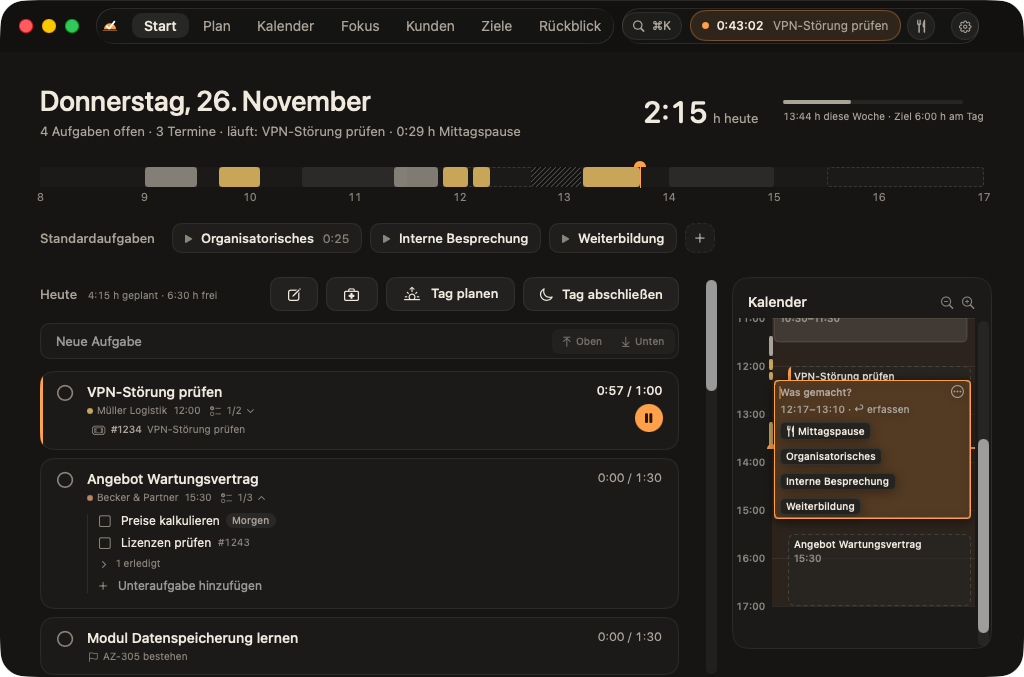 Start Plan Kalender Fokus Kunden Ziele Rückblick ⌘K 0:43:02 VPN-Störung prüfen
Donnerstag, 26. November
4 Aufgaben offen · 3 Termine · läuft: VPN-Störung prüfen · 0:29 h Mittagspause
2:15 h heute
13:44 h diese Woche · Ziel 6:00 h am Tag
8 9 10 11 12 13 14 15 16 17
Standardaufgaben Organisatorisches 0:25 Interne Besprechung Weiterbildung +
Heute 4:15 h geplant · 6:30 h frei Tag planen Tag abschließen
Neue Aufgabe Oben Unten
VPN-Störung prüfen 0:57 / 1:00
Müller Logistik 12:00 1/2
#1234 VPN-Störung prüfen
Angebot Wartungsvertrag 0:00 / 1:30
Becker & Partner 15:30 1/3
Preise kalkulieren Morgen
Lizenzen prüfen #1243
1 erledigt
+ Unteraufgabe hinzufügen
Modul Datenspeicherung lernen 0:00 / 1:30
AZ-305 bestehen
Kalender
11:00 10:30–11:30
12:00
VPN-Störung prüfen
Was gemacht?
12:17–13:10 · ↩ erfassen
13:00
Mittagspause
Organisatorisches
14:00
Interne Besprechung
Weiterbildung
15:00
Angebot Wartungsvertrag
15:30
16:00
17:00